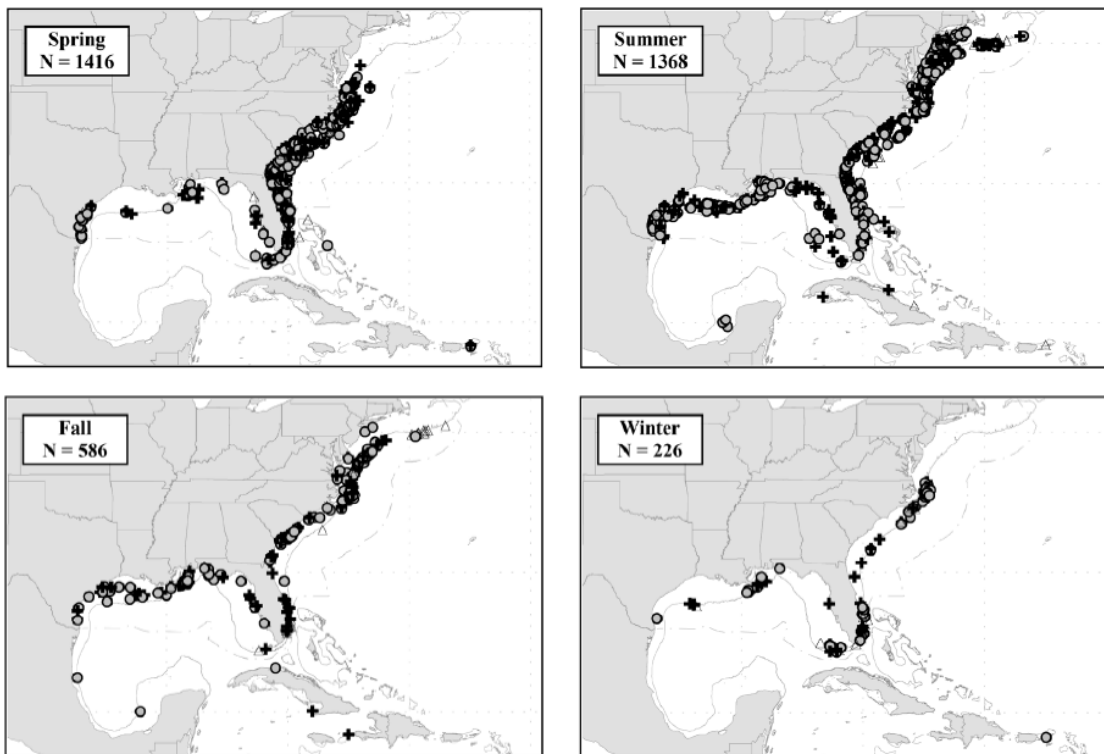 Spring
N = 1416
Summer
N = 1368
Fall
N = 586
Winter
N = 226